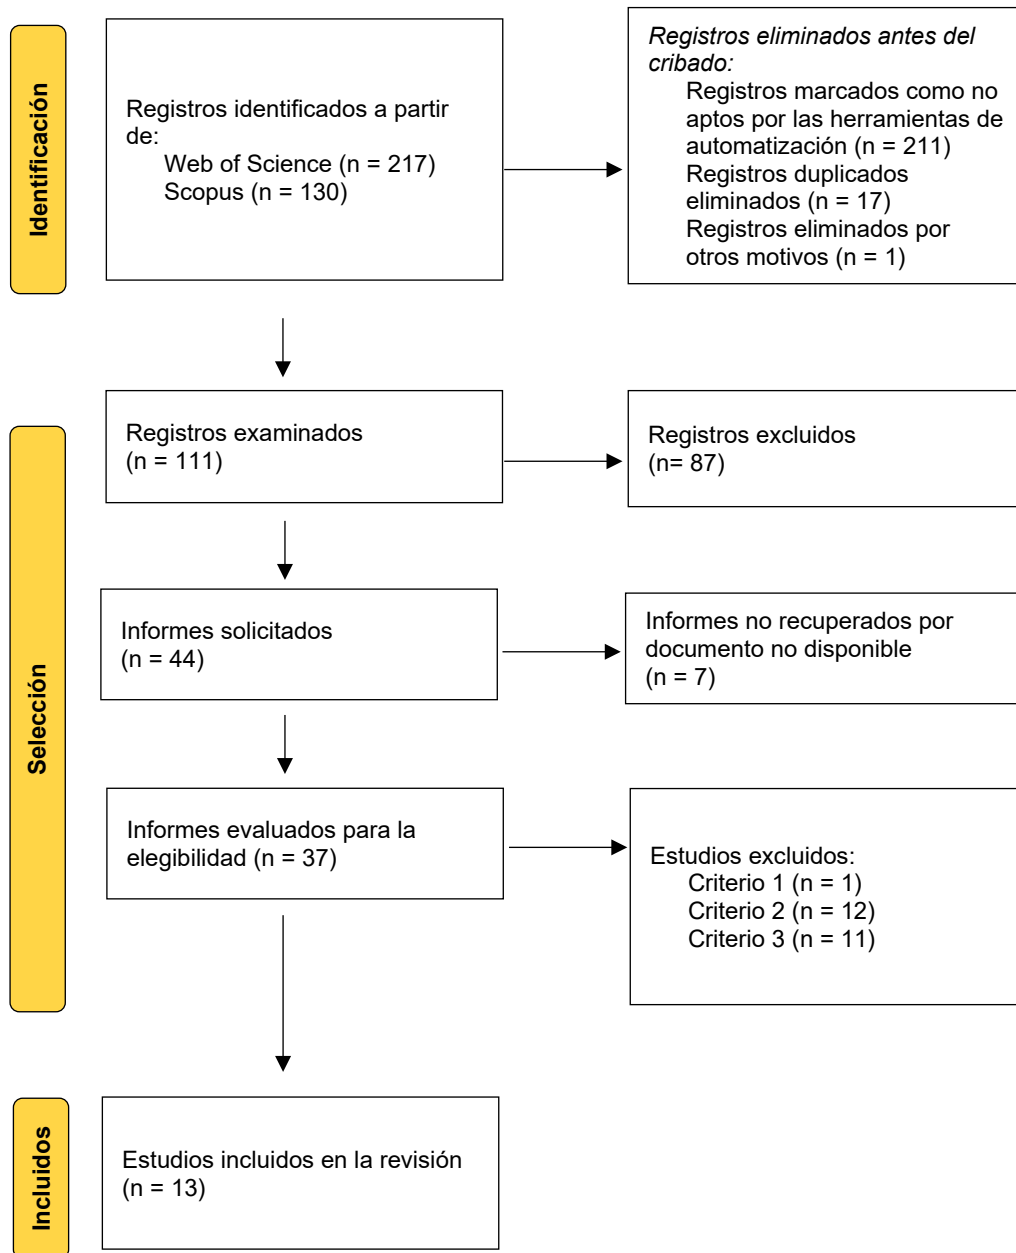 Identificación
Registros identificados a partir
de:
Web of Science (n = 217)
Scopus (n = 130)
Registros eliminados antes del
cribado:
Registros marcados como no
aptos por las herramientas de
automatización (n = 211)
Registros duplicados
eliminados (n = 17)
Registros eliminados por
otros motivos (n = 1)
Selección
Registros examinados
(n = 111)
Registros excluidos
(n= 87)
Informes solicitados
(n = 44)
Informes no recuperados por
documento no disponible
(n = 7)
Informes evaluados para la
elegibilidad (n = 37)
Estudios excluidos:
Criterio 1 (n = 1)
Criterio 2 (n = 12)
Criterio 3 (n = 11)
Incluidos
Estudios incluidos en la revisión
(n = 13)